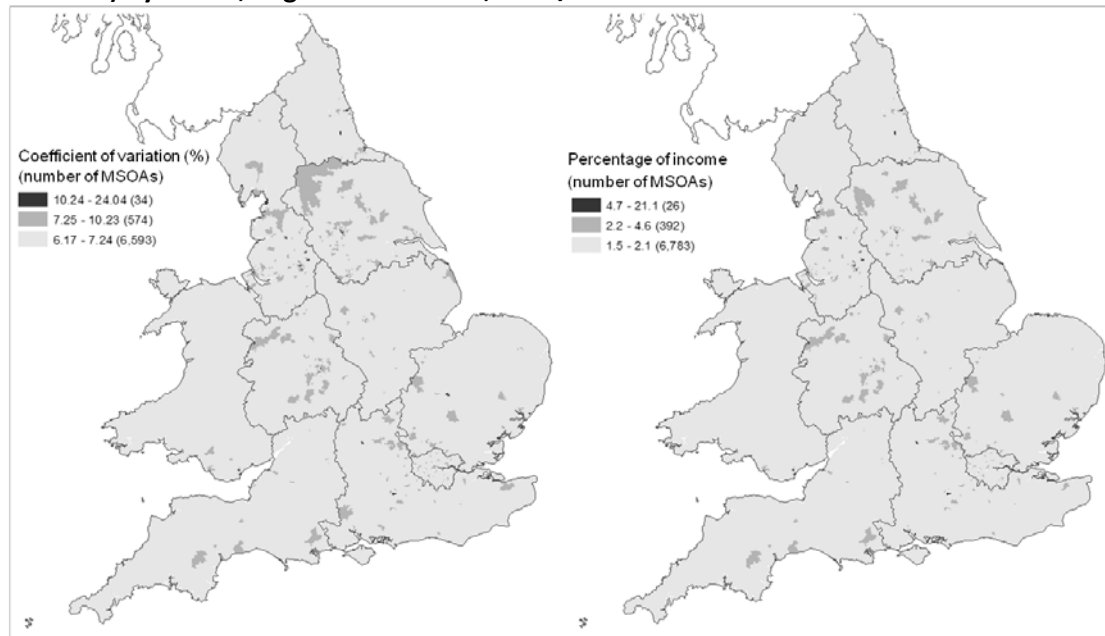 Coefficient of variation (%)
(number of MSOAs)
10.24 - 24.04 (34)
7.25 - 10.23 (574)
6.17 - 7.24 (6,593)
Percentage of income
(number of MSOAs)
4.7 - 21.1 (26)
2.2 - 4.6 (392)
1.5 - 2.1 (6,783)